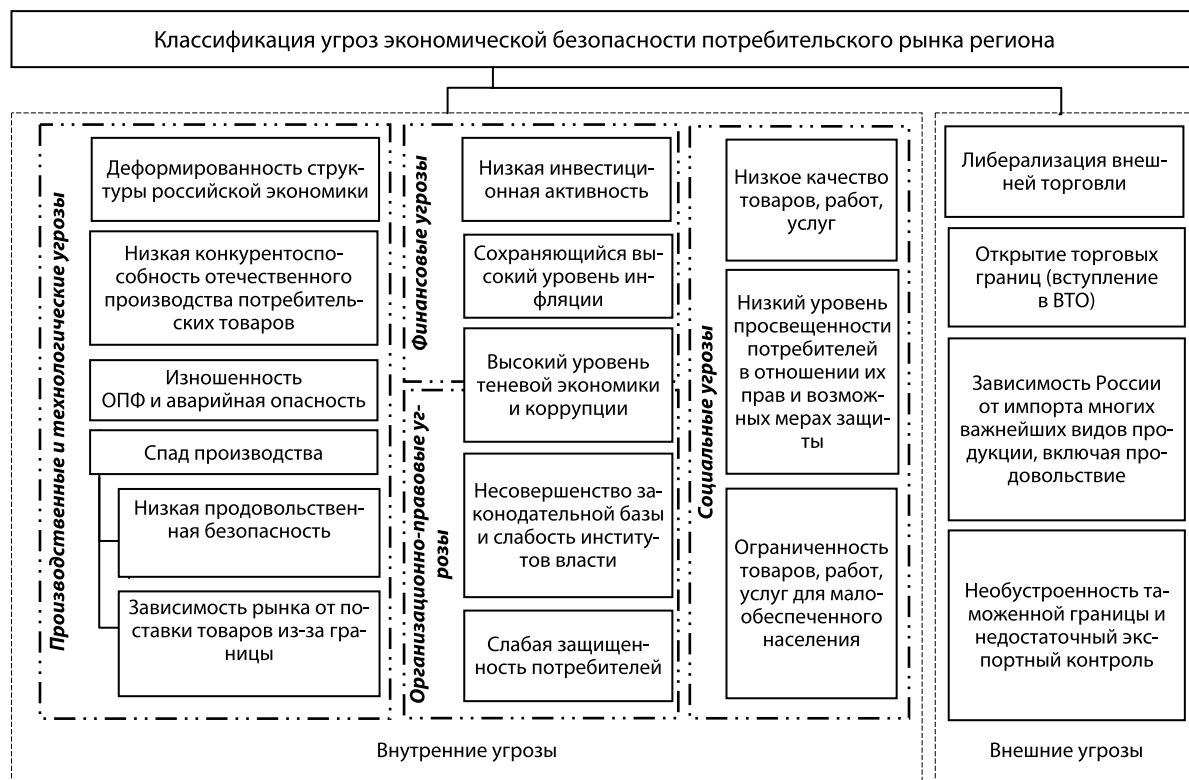 Классификация угроз экономической безопасности потребительского рынка региона
Производственные и технологические угрозы
Деформированность струк-
туры российской экономики
Низкая конкурентоспо-
собность отечественного
производства потребитель-
ских товаров
Изношенность
ОПФ и аварийная опасность
Спад производства
Низкая продовольствен-
ная безопасность
Зависимость рынка от по-
ставки товаров из-за гра-
ницы
Финансовые угрозы
Низкая инвестици-
онная активность
Сохраняющийся вы-
сокий уровень ин-
фляции
Высокий уровень
теневой экономики
и коррупции
Организационно-правовые уг-
розы
Несовершенство за-
конодательной базы
и слабость институ-
тов власти
Слабая защищен-
ность потребителей
Социальные угрозы
Низкое качество
товаров, работ,
услуг
Низкий уровень
просвещенности
потребителей
в отношении их
прав и возмож-
ных мерах защи-
ты
Ограниченность
товаров, работ,
услуг для мало-
обеспеченного
населения
Внутренние угрозы
Либерализация внеш-
ней торговли
Открытие торговых
границ (вступление
в ВТО)
Зависимость России
от импорта многих
важнейших видов про-
дукции, включая про-
довольствие
Необустроенность та-
моженной границы и
недостаточный экс-
портный контроль
Внешние угрозы